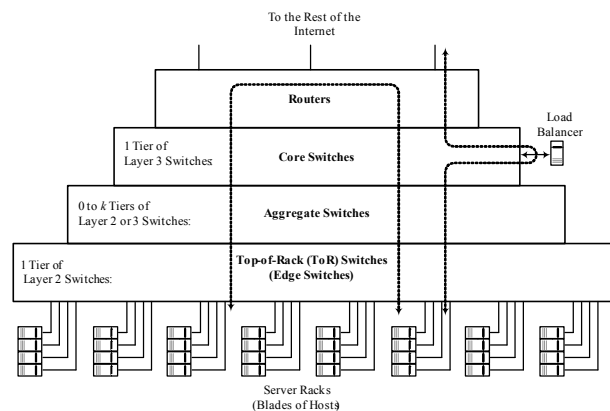 To the Rest of the
Internet
Routers
Load
Balancer
1 Tier of
Layer 3 Switches:
Core Switches
0 to k Tiers of
Layer 2 or 3 Switches:
Aggregate Switches
1 Tier of
Layer 2 Switches:
Top-of-Rack (ToR) Switches
(Edge Switches)
Server Racks
(Blades of Hosts)